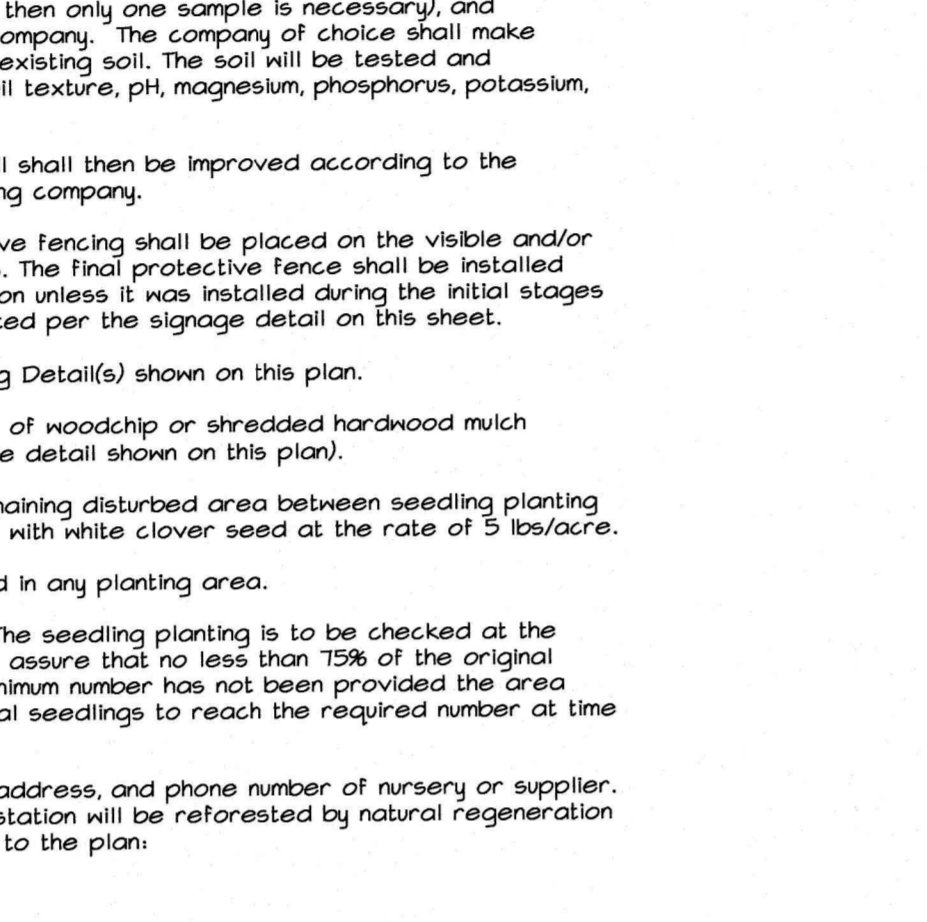 then only one sample is necessary), and
ompany. The company of choice shall make
existing soil. The soil will be tested and
il texture, pH, magnesium, phosphorus, potassium,
l shall then be improved according to the
ng company.
ve fencing shall be placed on the visible and/or
. The final protective fence shall be installed
on unless it was installed during the initial stages
ed per the signage detail on this sheet.
g Detail(s) shown on this plan.
of woodchip or shredded hardwood mulch
e detail shown on this plan).
naining disturbed area between seedling planting
with white clover seed at the rate of 5 lbs/acre.
d in any planting area.
The seedling planting is to be checked at the
assure that no less than 75% of the original
nimum number has not been provided the area
al seedlings to reach the required number at time
address, and phone number of nursery or supplier.
station will be reforested by natural regeneration
to the plan: